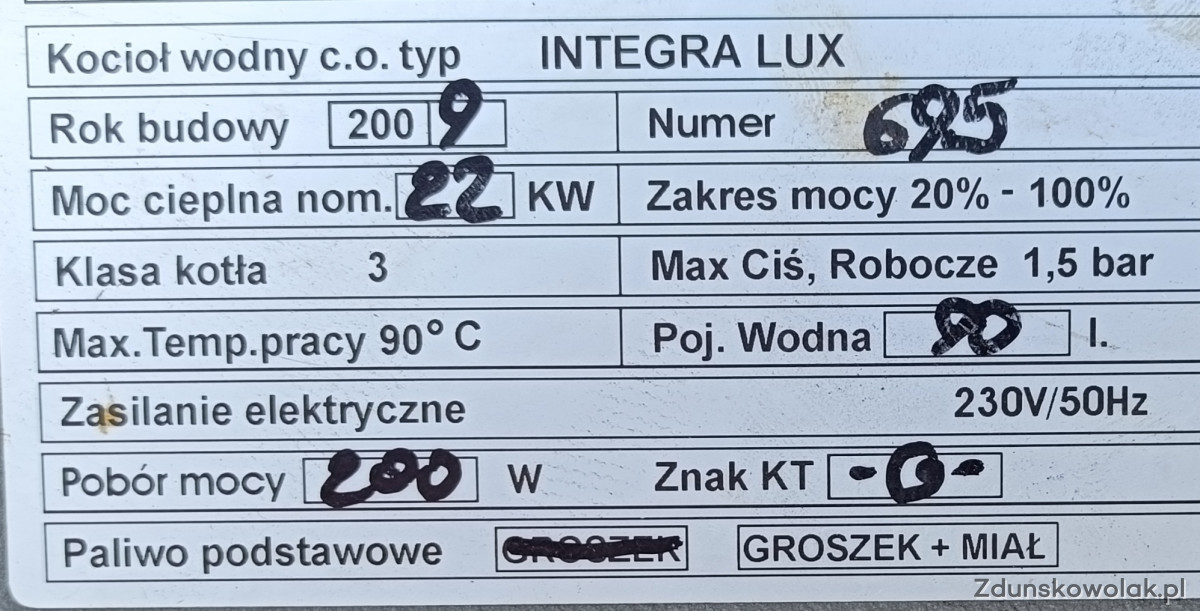 Kocioł wodny c.o. typ INTEGRA LUX
Rok budowy 200 9 Numer 695
Moc cieplna nom. 22 KW Zakres mocy 20% - 100%
Klasa kotła 3 Max Ciś, Robocze 1,5 bar
Max.Temp.pracy 90° C Poj. Wodna 90 l.
Zasilanie elektryczne 230V/50Hz
Pobór mocy 200 W Znak KT -0-
Paliwo podstawowe GROSZEK GROSZEK + MIAŁ
Zdunskowolak.pl